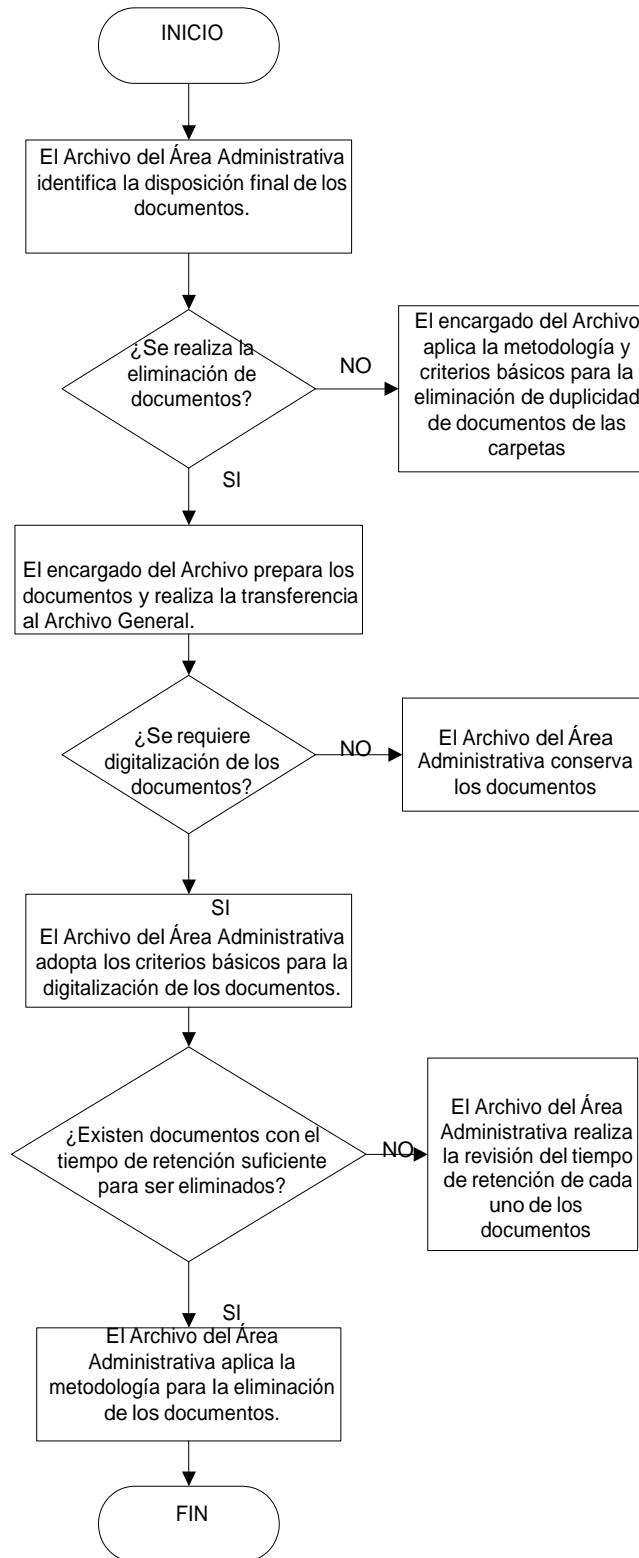 INICIO
El Archivo del Área Administrativa
identifica la disposición final de los
documentos.
¿Se realiza la
eliminación de
documentos?
NO
El encargado del Archivo
aplica la metodología y
criterios básicos para la
eliminación de duplicidad
de documentos de las
carpetas
SI
El encargado del Archivo prepara los
documentos y realiza la transferencia
al Archivo General.
¿Se requiere
digitalización de los
documentos?
NO
El Archivo del Área
Administrativa conserva
los documentos
SI
El Archivo del Área Administrativa
adopta los criterios básicos para la
digitalización de los documentos.
¿Existen documentos con el
tiempo de retención suficiente
para ser eliminados?
NO
El Archivo del Área
Administrativa realiza
la revisión del tiempo
de retención de cada
uno de los
documentos
SI
El Archivo del Área
Administrativa aplica la
metodología para la eliminación
de los documentos.
FIN